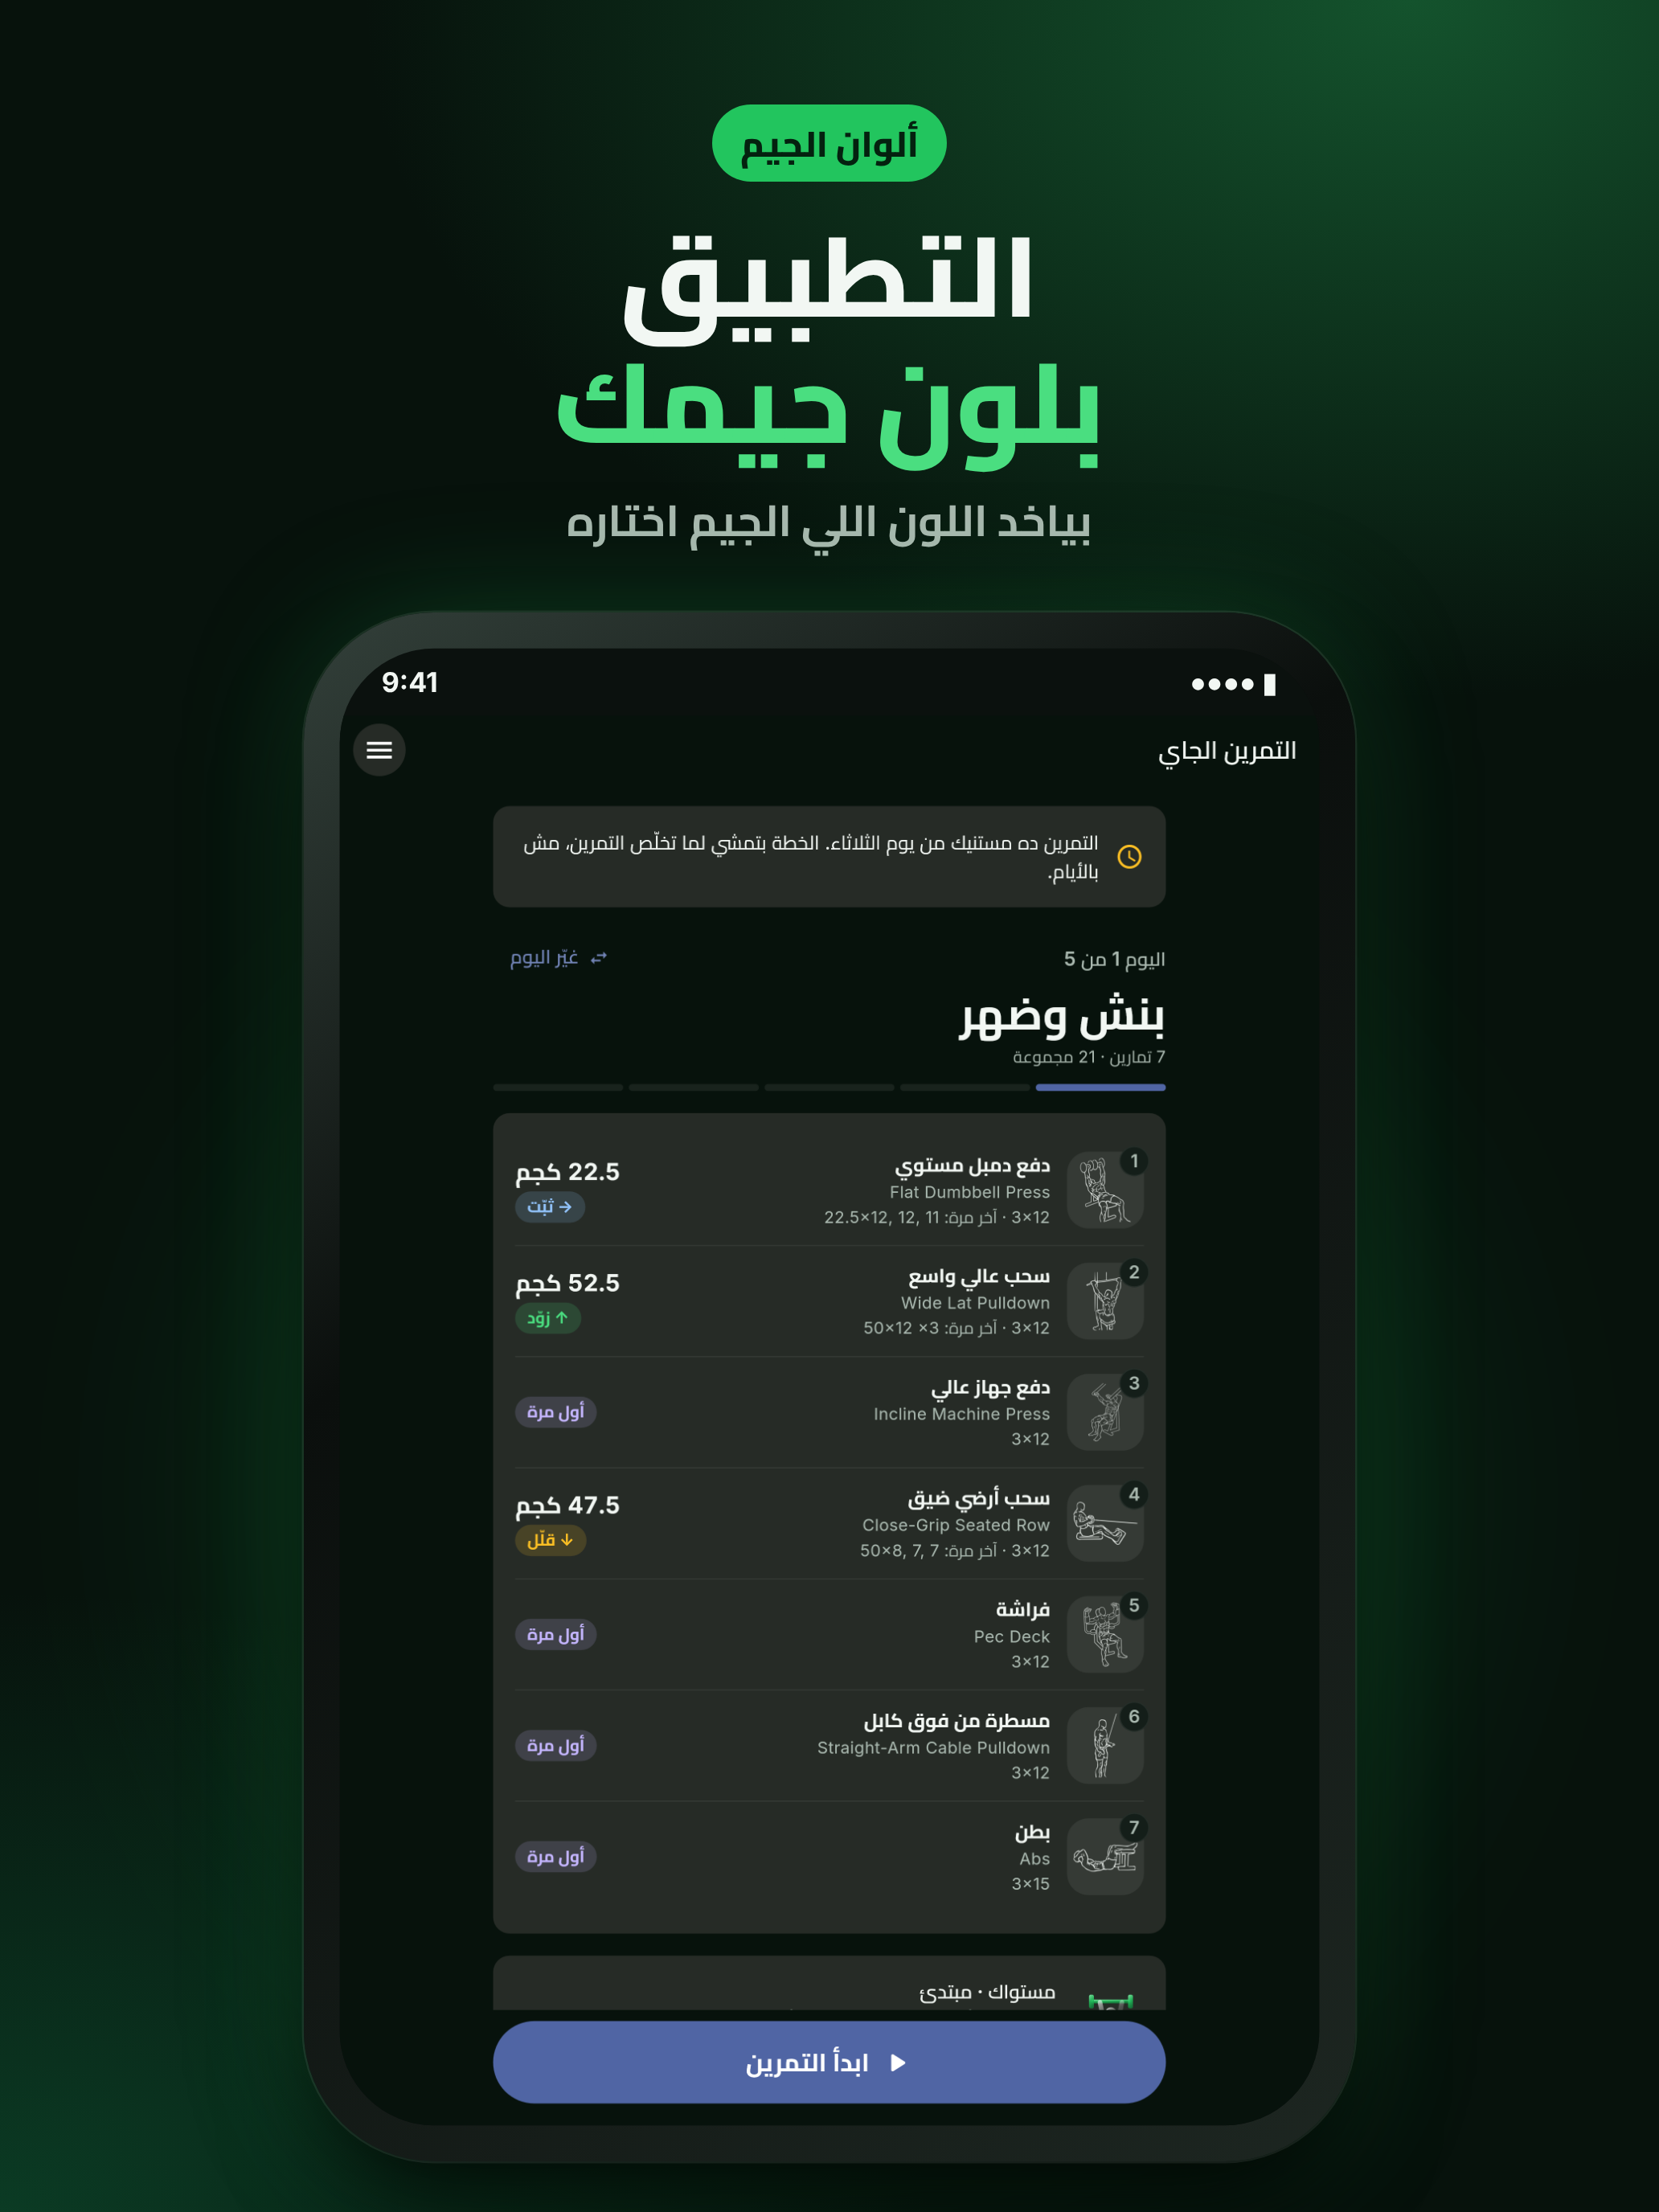 ألوان الجيم
التطبيق
بلون جيمك
بياخد اللون اللي الجيم اختاره
9:41
التمرين الجاي
التمرين ده مستنيك من يوم الثلاثاء. الخطة بتمشي لما تخلّص التمرين، مش
بالأيام.
اليوم 1 من 5
غيّر اليوم
بنش وضهر
7 تمارين · 21 مجموعة
1
دفع دمبل مستوي
Flat Dumbbell Press
3×12 · آخر مرة: 22.5×12, 12, 11
22.5 كجم
→ ثبّت
2
سحب عالي واسع
Wide Lat Pulldown
3×12 · آخر مرة: 50×12 ×3
52.5 كجم
↑ زوّد
3
دفع جهاز عالي
Incline Machine Press
3×12
أول مرة
4
سحب أرضي ضيق
Close-Grip Seated Row
3×12 · آخر مرة: 50×8, 7, 7
47.5 كجم
↓ قلّل
5
فراشة
Pec Deck
3×12
أول مرة
6
مسطرة من فوق كابل
Straight-Arm Cable Pulldown
3×12
أول مرة
7
بطن
Abs
3×15
أول مرة
مستواك · مبتدئ
ابدأ التمرين